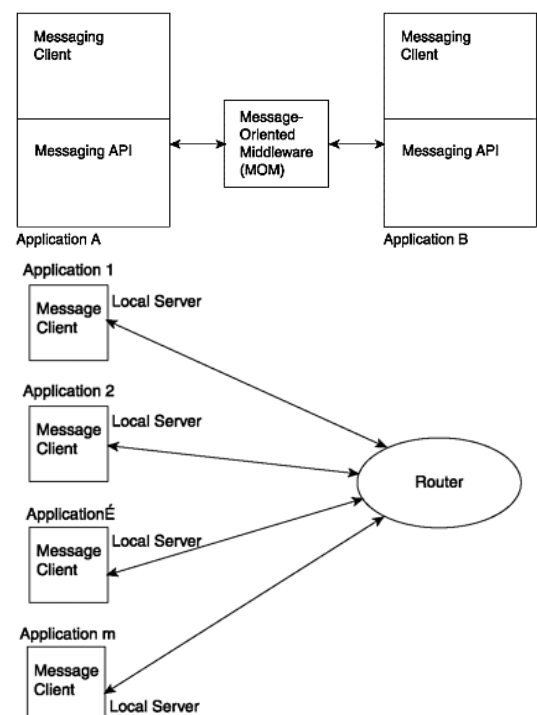 Messaging
Client
Messaging API
Application A
Message-
Oriented
Middleware
(MOM)
Messaging
Client
Messaging API
Application B
Application 1
Message
Client
Local Server
Application 2
Message
Client
Local Server
ApplicationÉ
Message
Client
Local Server
Application m
Message
Client
Local Server
Router